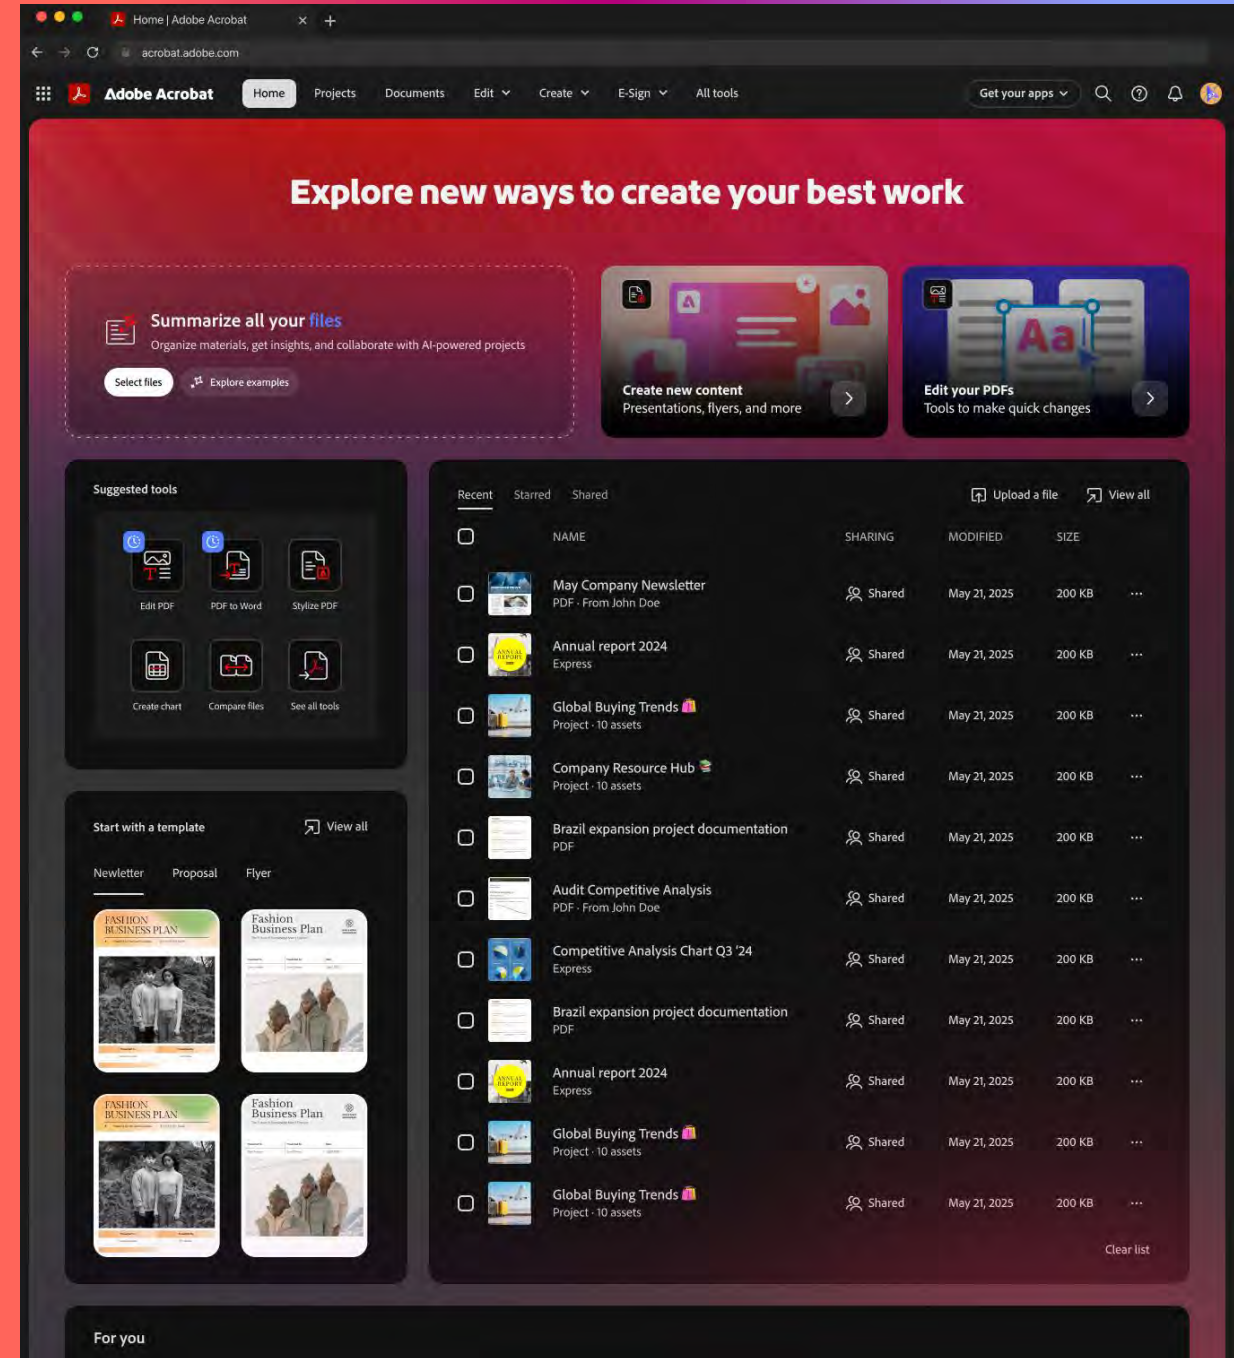 Home | Adobe Acrobat
acrobat.adobe.com
Adobe Acrobat Home Projects Documents Edit Create E-Sign All tools Get your apps
Explore new ways to create your best work
Summarize all your files
Organize materials, get insights, and collaborate with AI-powered projects
Select files Explore examples
Create new content
Presentations, flyers, and more
Aa
Edit your PDFs
Tools to make quick changes
Suggested tools
Edit PDF PDF to Word Stylize PDF
Create chart Compare files See all tools
Start with a template View all
Newletter Proposal Flyer
FASHION
BUSINESS PLAN
Fashion
Business Plan
FASHION
BUSINESS PLAN
Fashion
Business Plan
Recent Starred Shared Upload a file View all
NAME SHARING MODIFIED SIZE
May Company Newsletter
PDF · From John Doe
Shared May 21, 2025 200 KB
ANNUAL
REPORT
Annual report 2024
Express
Shared May 21, 2025 200 KB
Global Buying Trends 🛍️
Project · 10 assets
Shared May 21, 2025 200 KB
Company Resource Hub 📚
Project · 10 assets
Shared May 21, 2025 200 KB
Brazil expansion project documentation
PDF
Shared May 21, 2025 200 KB
Audit Competitive Analysis
PDF · From John Doe
Shared May 21, 2025 200 KB
Competitive Analysis Chart Q3 ‘24
Express
Shared May 21, 2025 200 KB
Brazil expansion project documentation
PDF
Shared May 21, 2025 200 KB
ANNUAL
REPORT
Annual report 2024
Express
Shared May 21, 2025 200 KB
Global Buying Trends 🛍️
Project · 10 assets
Shared May 21, 2025 200 KB
Global Buying Trends 🛍️
Project · 10 assets
Shared May 21, 2025 200 KB
Clear list
For you